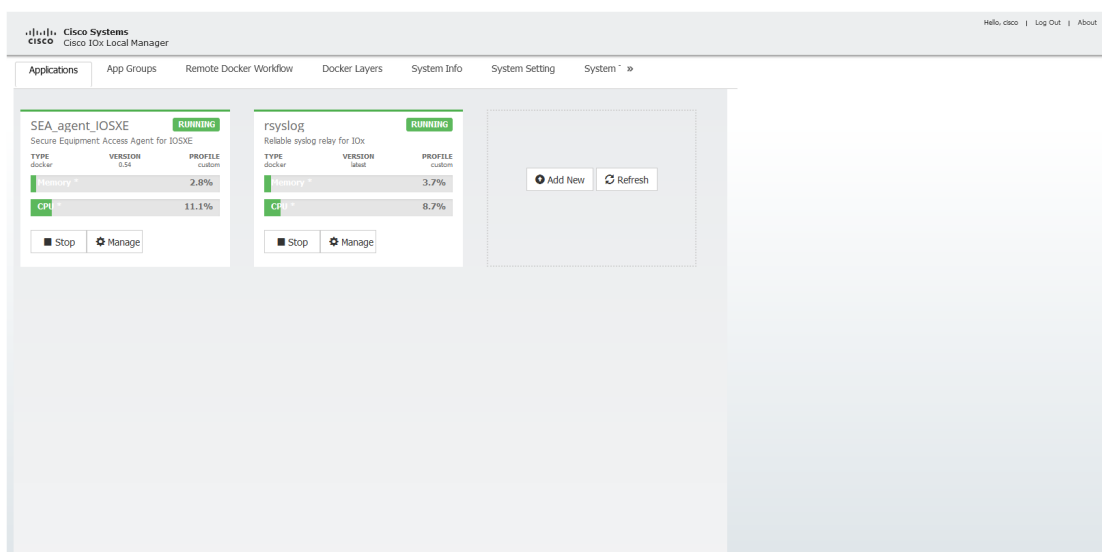 Hello, cisco | Log Out | About
Cisco Systems
CISCO Cisco IOx Local Manager
Applications App Groups Remote Docker Workflow Docker Layers System Info System Setting System »
SEA_agent_IOSXE RUNNING
Secure Equipment Access Agent for IOSXE
TYPE VERSION PROFILE
docker 0.54 custom
Memory * 2.8%
CPU * 11.1%
Stop Manage
rsyslog RUNNING
Reliable syslog relay for IOx
TYPE VERSION PROFILE
docker latest custom
Memory * 3.7%
CPU * 8.7%
Stop Manage
Add New Refresh